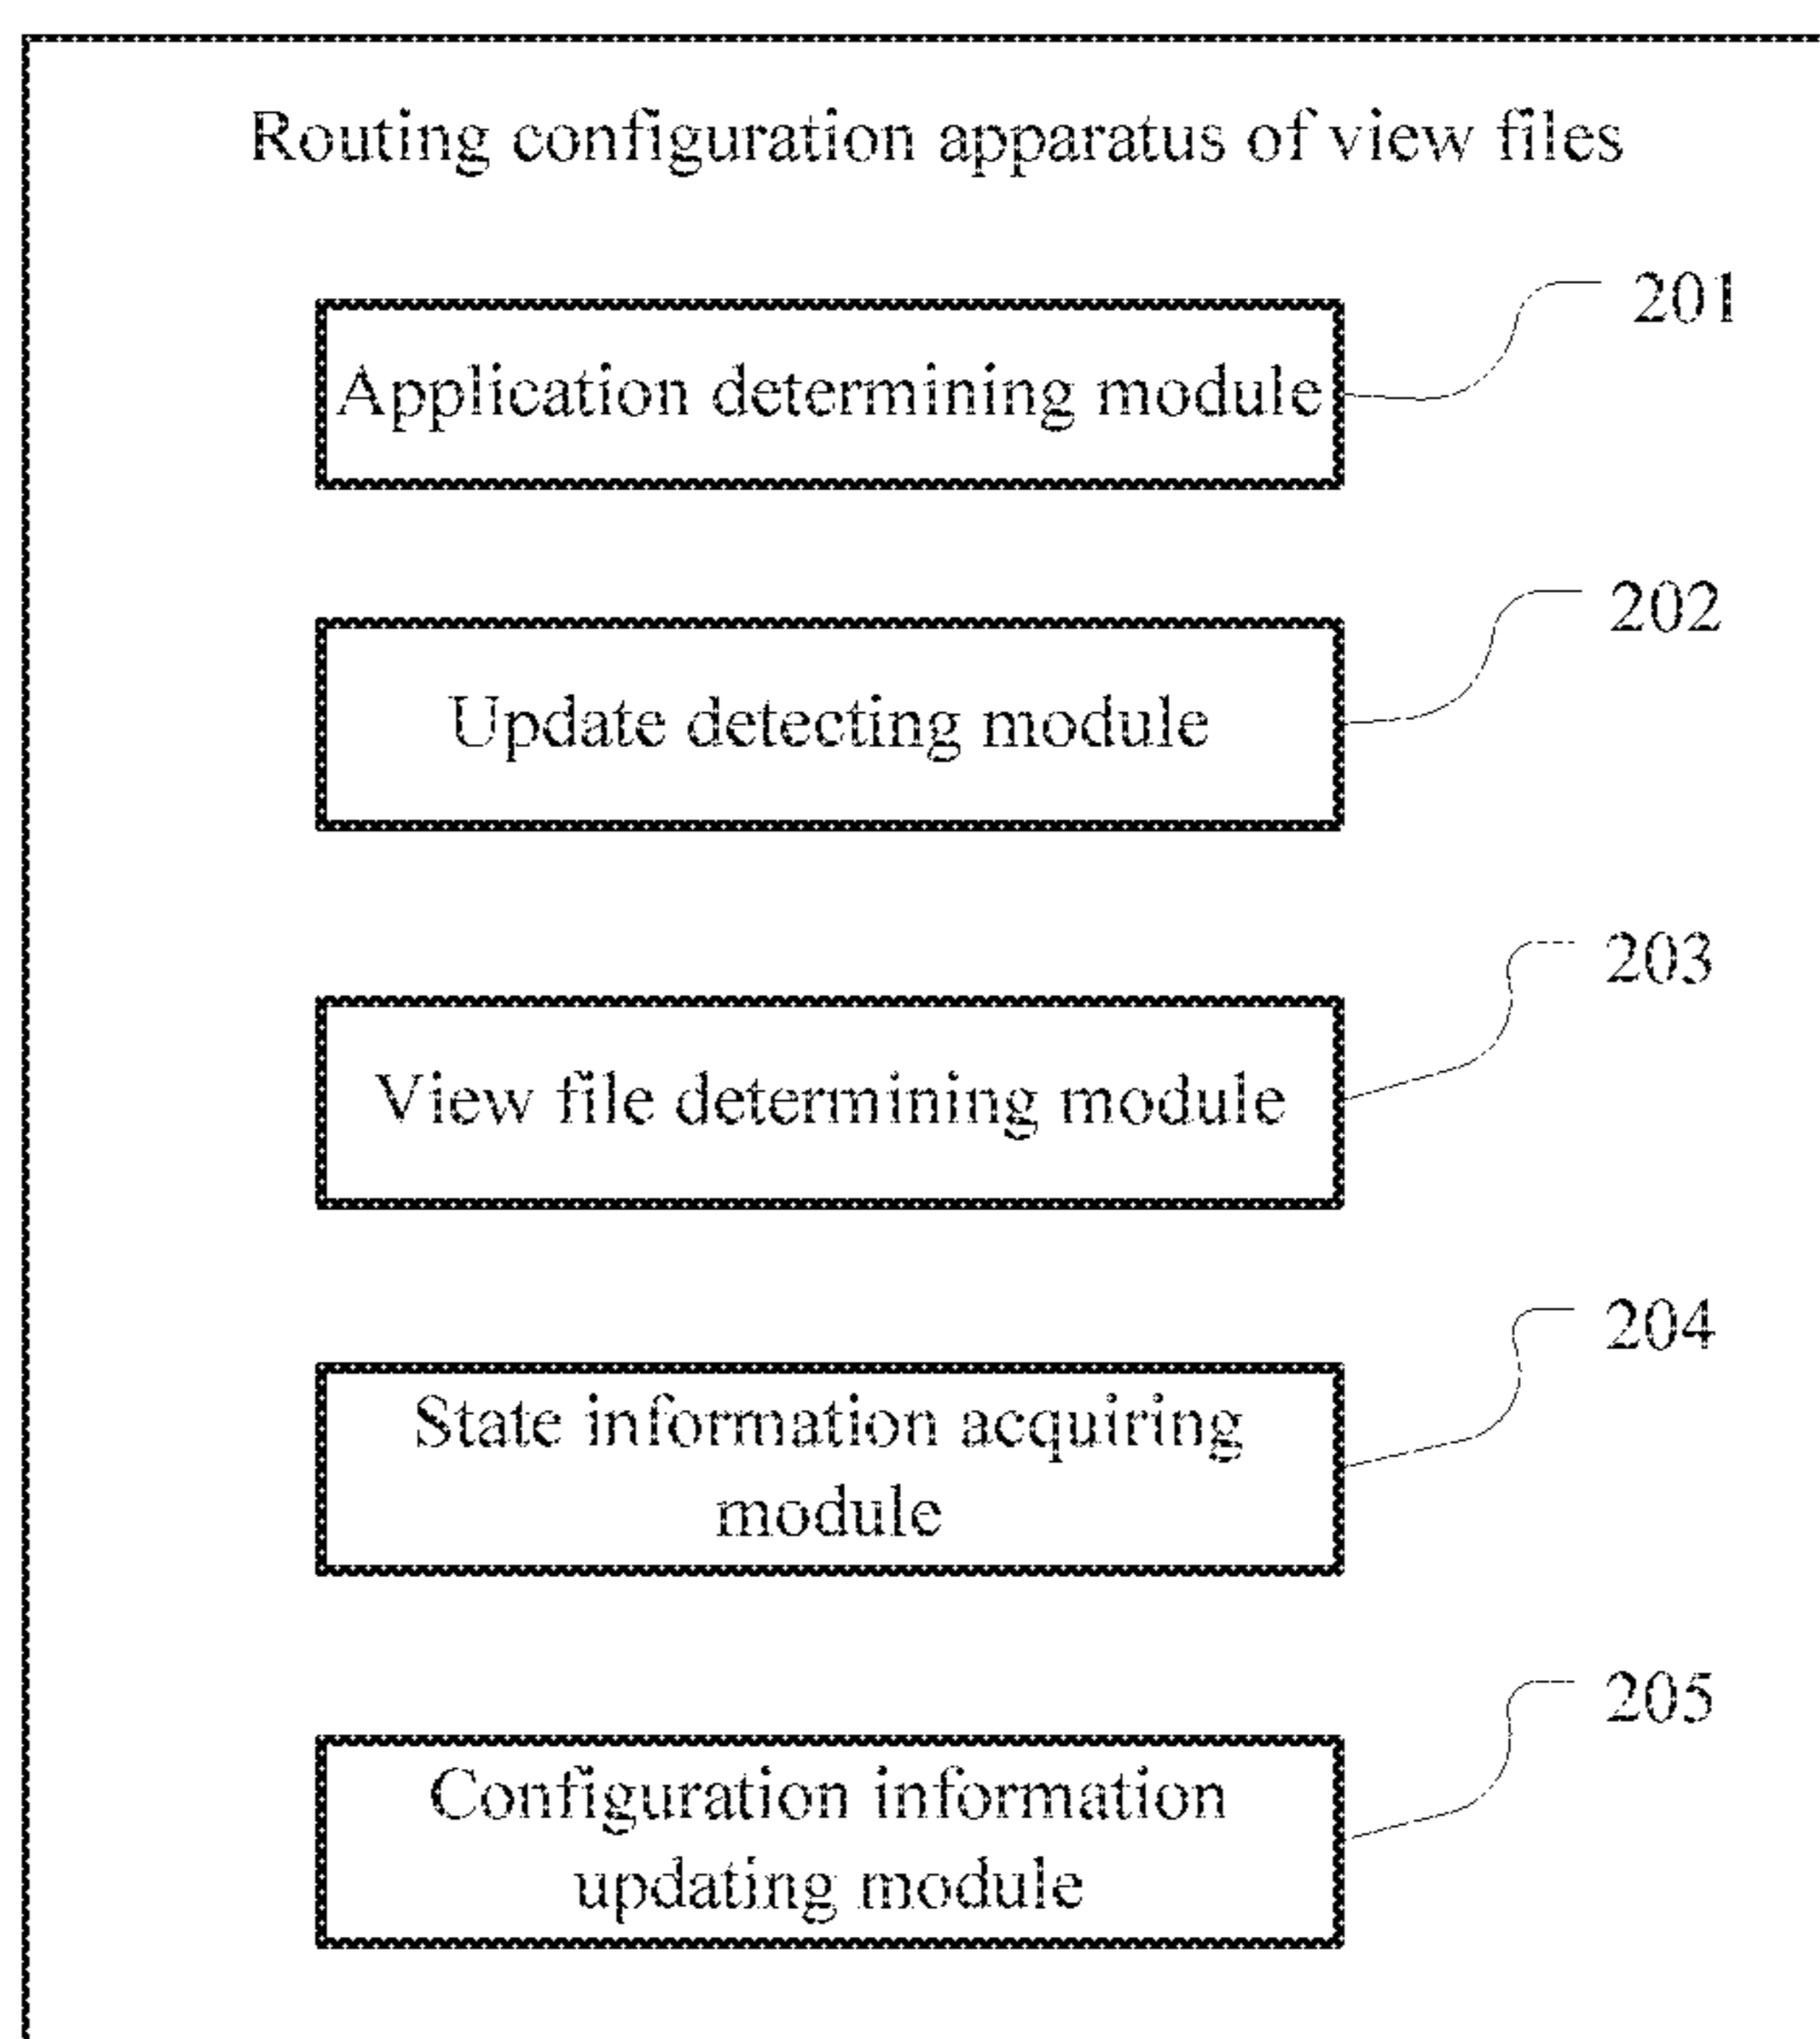 Routing configuration apparatus of view files
201
Application determining module
202
Update detecting module
203
View file determining module
204
State information acquiring
module
205
Configuration information
updating module